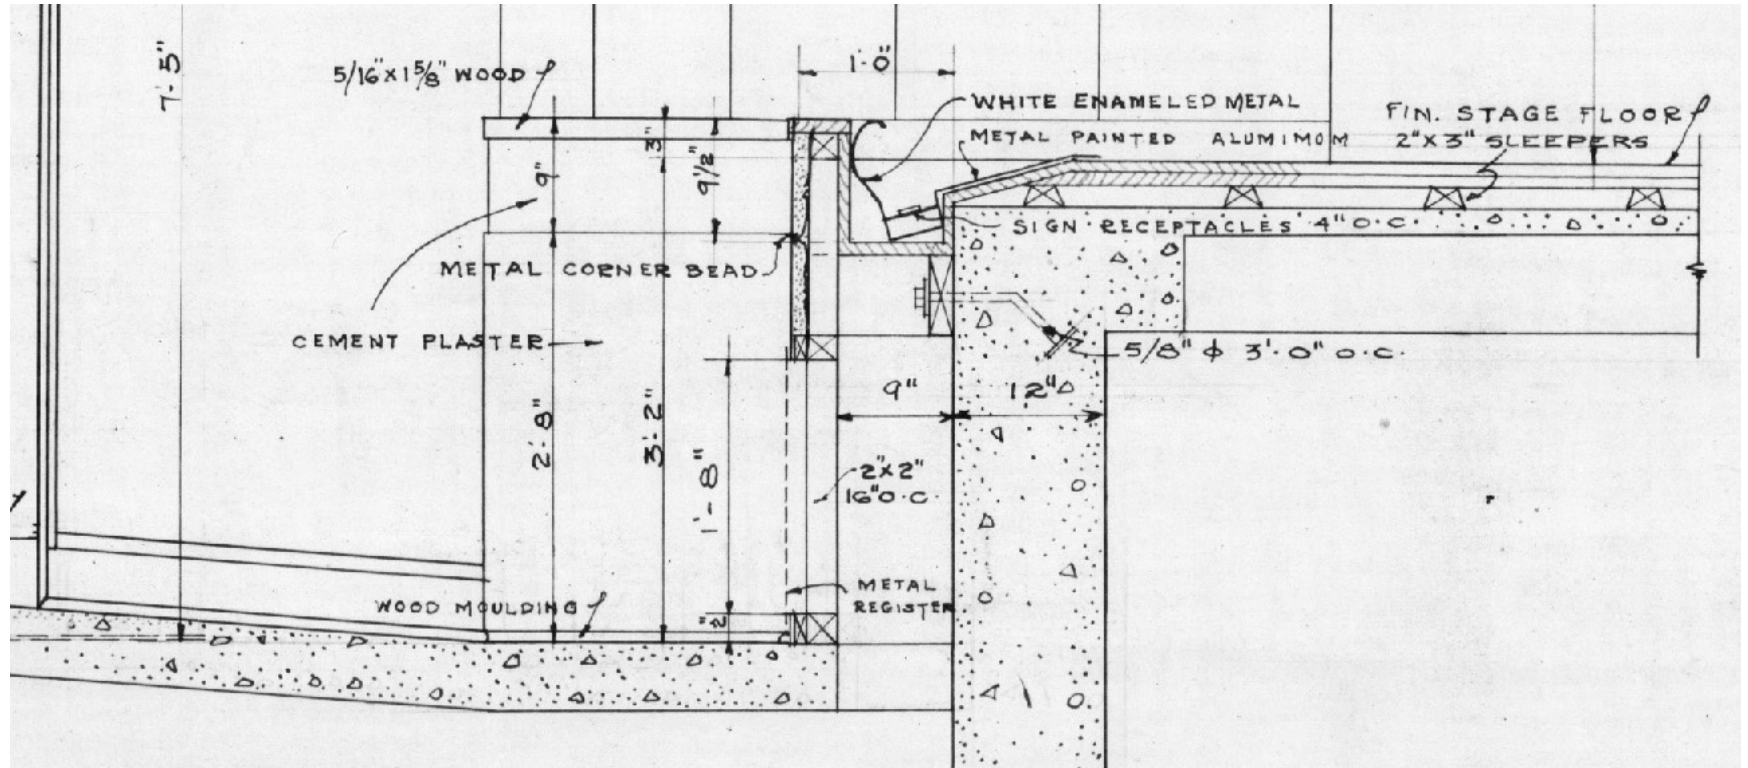 7'-5"
5/16" x 1 5/8" WOOD
1'-0"
WHITE ENAMELED METAL
METAL PAINTED ALUMIMOM
FIN. STAGE FLOOR
2"X3" SLEEPERS
9"
3"
9 1/2"
SIGN RECEPTACLES 4" O.C.
METAL CORNER BEAD
CEMENT PLASTER
5/8" ϕ 3'-0" O.C.
9"
12"
2'-8"
3'-2"
1'-8"
2"X2"
16" O.C.
METAL
REGISTER
WOOD MOULDING
2"